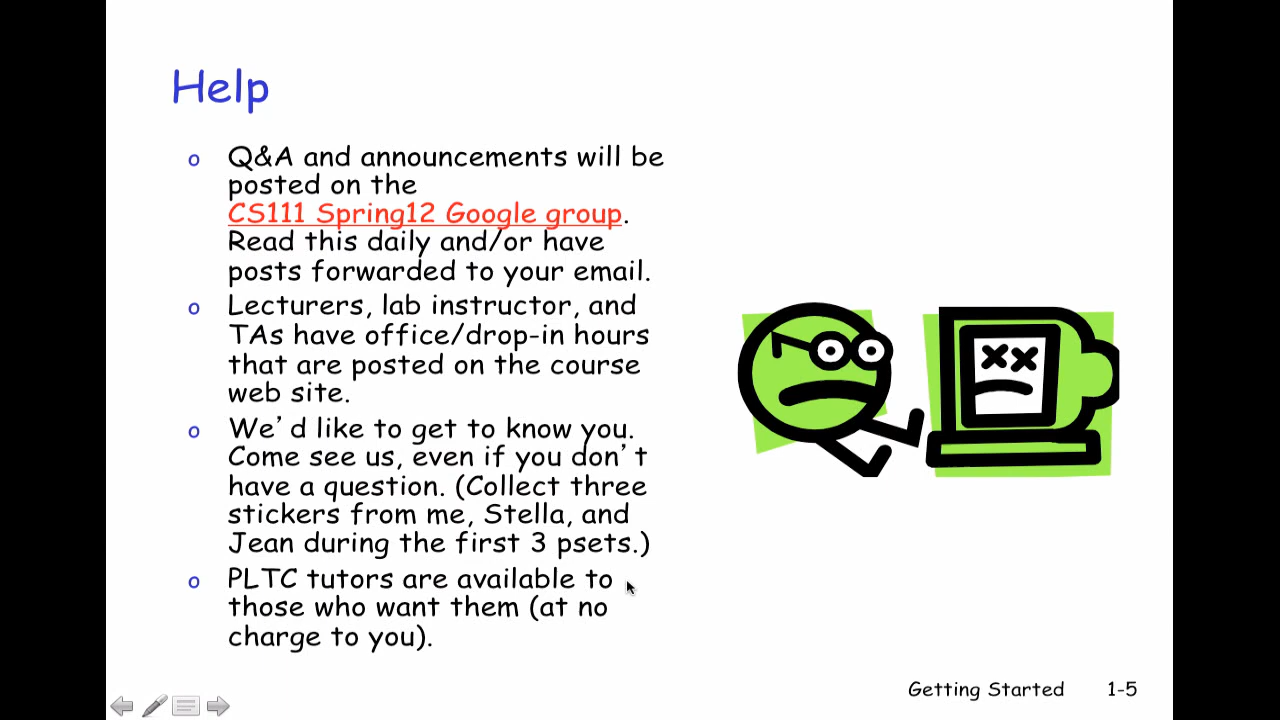 Help
o Q&A and announcements will be
posted on the
CS111 Spring12 Google group.
Read this daily and/or have
posts forwarded to your email.
o Lecturers, lab instructor, and
TAs have office/drop-in hours
that are posted on the course
web site.
o We’d like to get to know you.
Come see us, even if you don’t
have a question. (Collect three
stickers from me, Stella, and
Jean during the first 3 psets.)
o PLTC tutors are available to
those who want them (at no
charge to you).
Getting Started 1-5